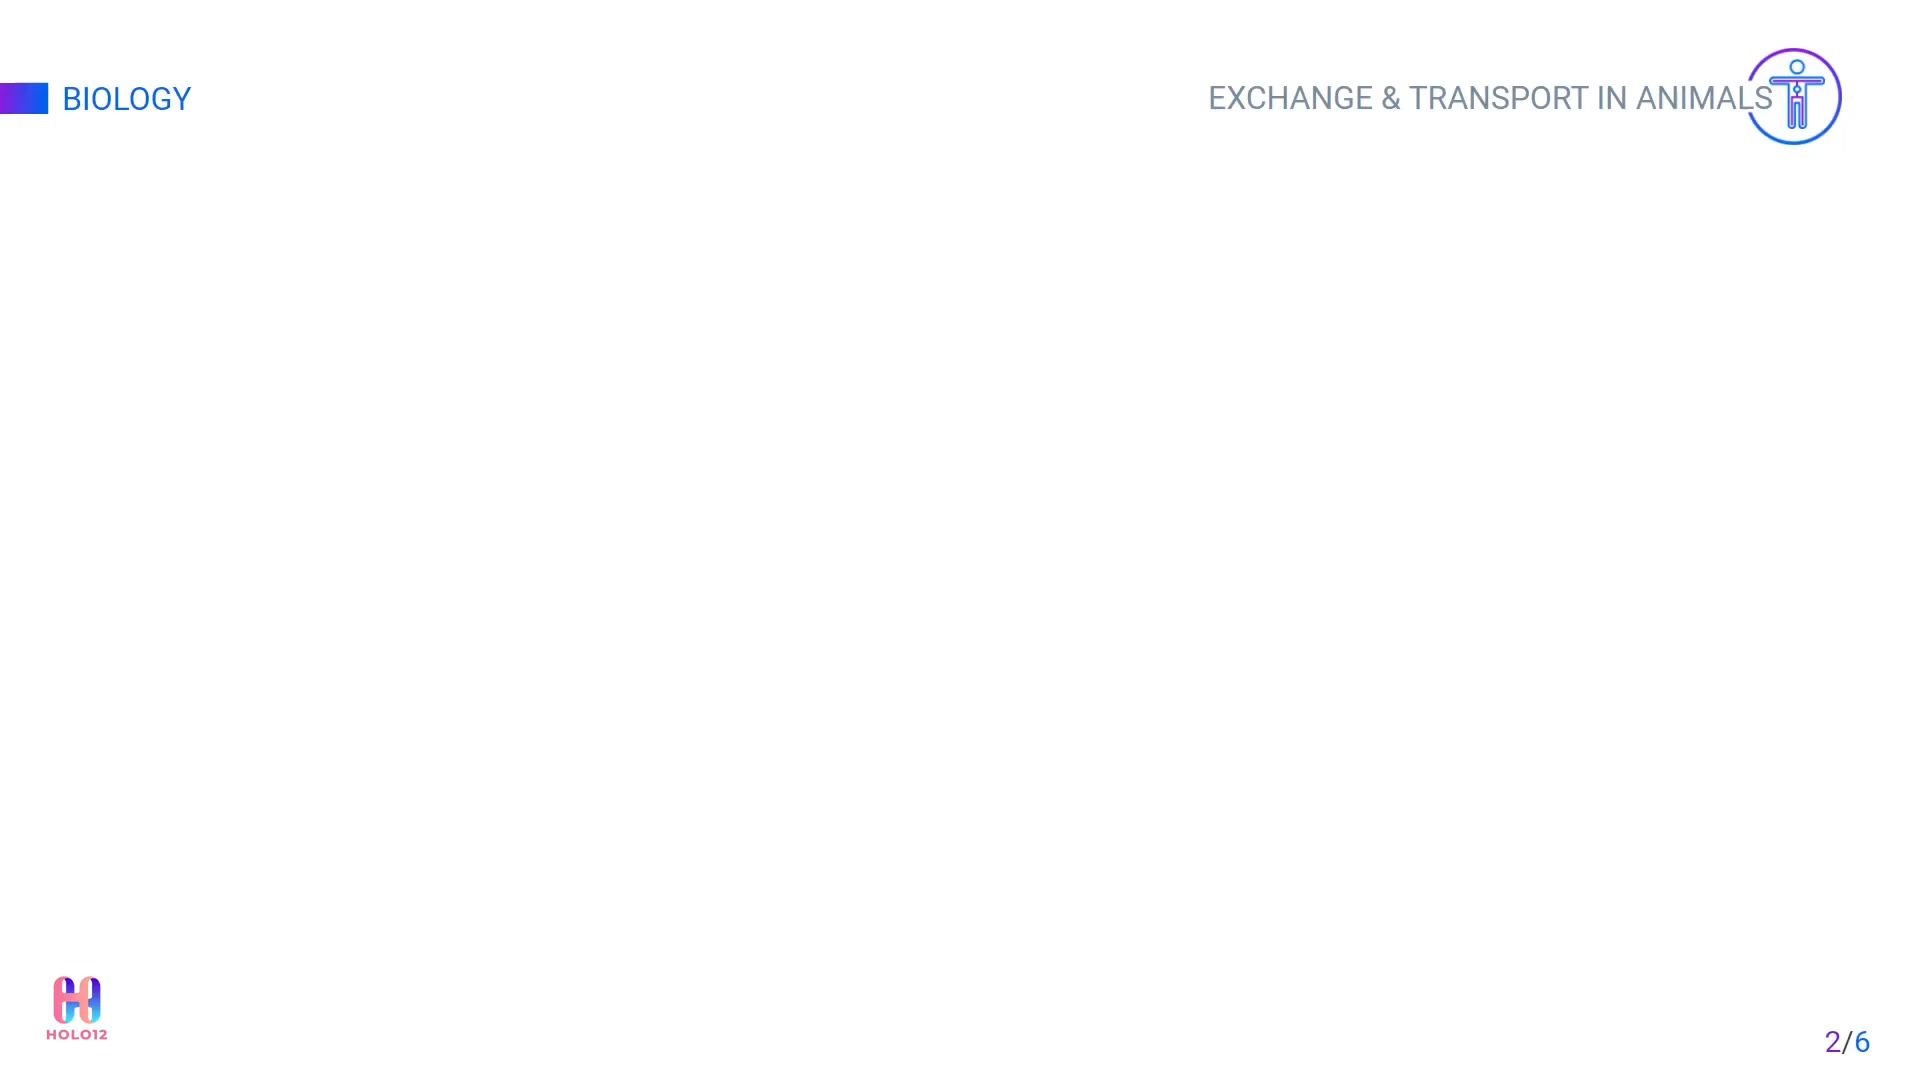 BIOLOGY
EXCHANGE & TRANSPORT IN ANIMALS
HOLO12
2/6